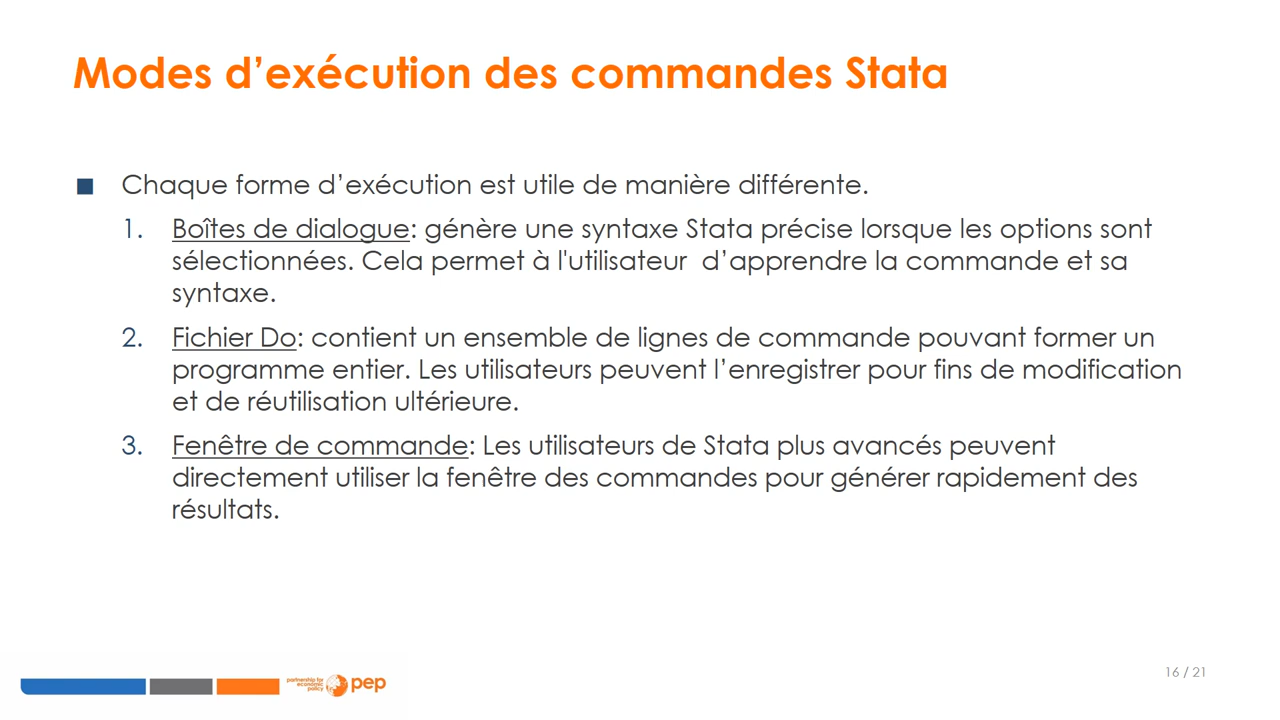 Modes d’exécution des commandes Stata
Chaque forme d’exécution est utile de manière différente.
1. Boîtes de dialogue: génère une syntaxe Stata précise lorsque les options sont
sélectionnées. Cela permet à l'utilisateur d’apprendre la commande et sa
syntaxe.
2. Fichier Do: contient un ensemble de lignes de commande pouvant former un
programme entier. Les utilisateurs peuvent l’enregistrer pour fins de modification
et de réutilisation ultérieure.
3. Fenêtre de commande: Les utilisateurs de Stata plus avancés peuvent
directement utiliser la fenêtre des commandes pour générer rapidement des
résultats.
partnership for
economic
policy
pep
16 / 21